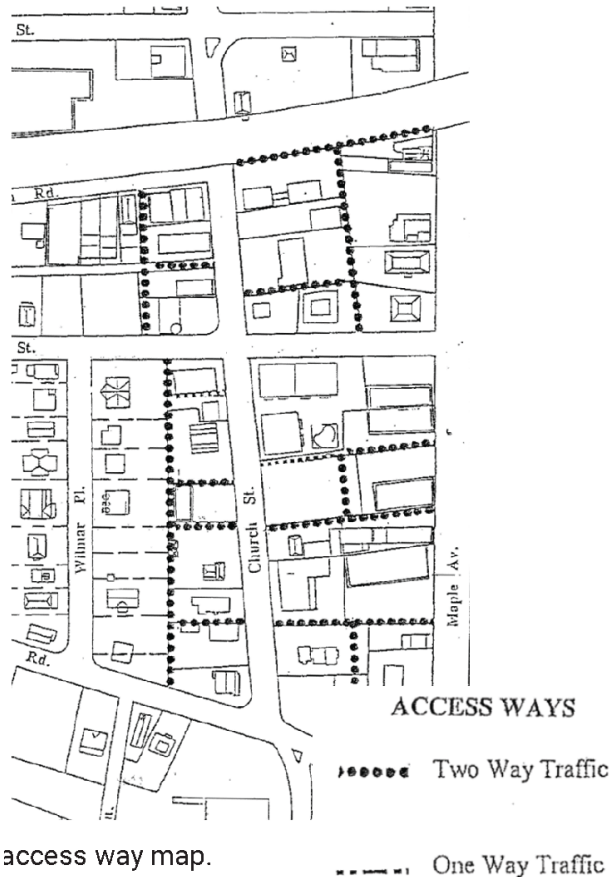 St.
Rd.
St.
Wilmar Pl.
Church St.
Maple Av.
Rd.
ACCESS WAYS
Two Way Traffic
access way map.
One Way Traffic